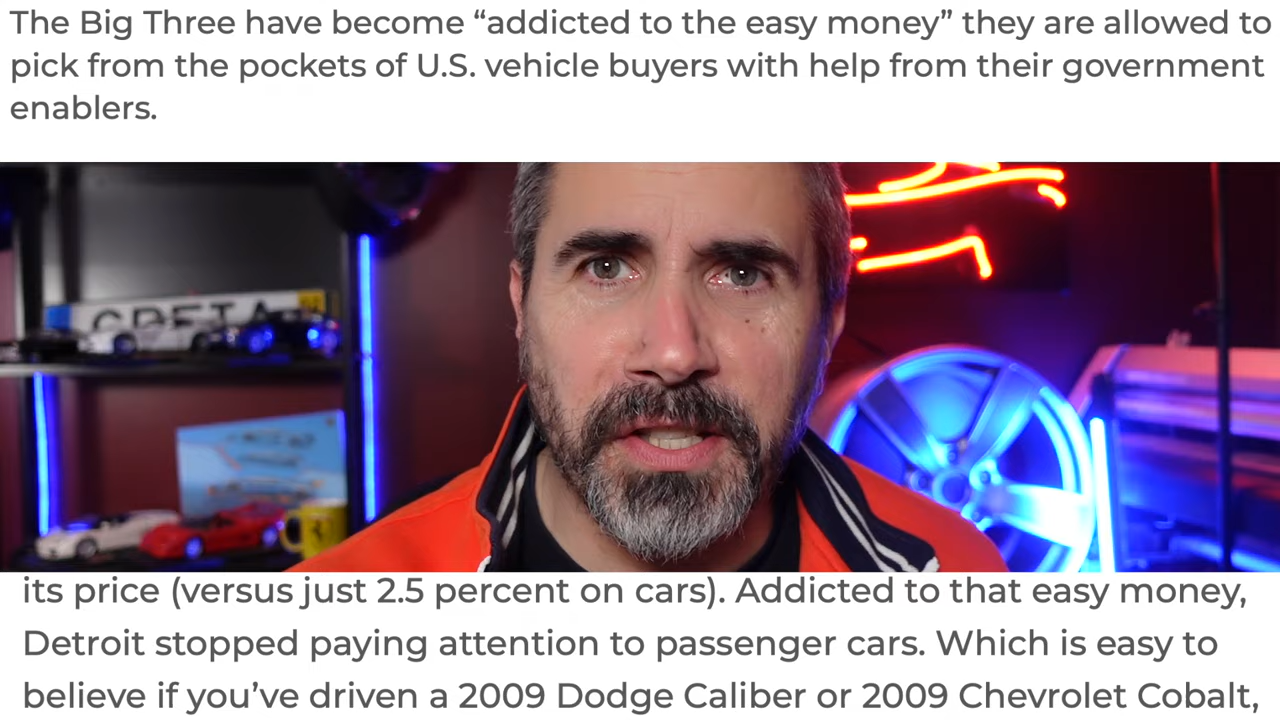 The Big Three have become “addicted to the easy money” they are allowed to
pick from the pockets of U.S. vehicle buyers with help from their government
enablers.
its price (versus just 2.5 percent on cars). Addicted to that easy money,
Detroit stopped paying attention to passenger cars. Which is easy to
believe if you’ve driven a 2009 Dodge Caliber or 2009 Chevrolet Cobalt,